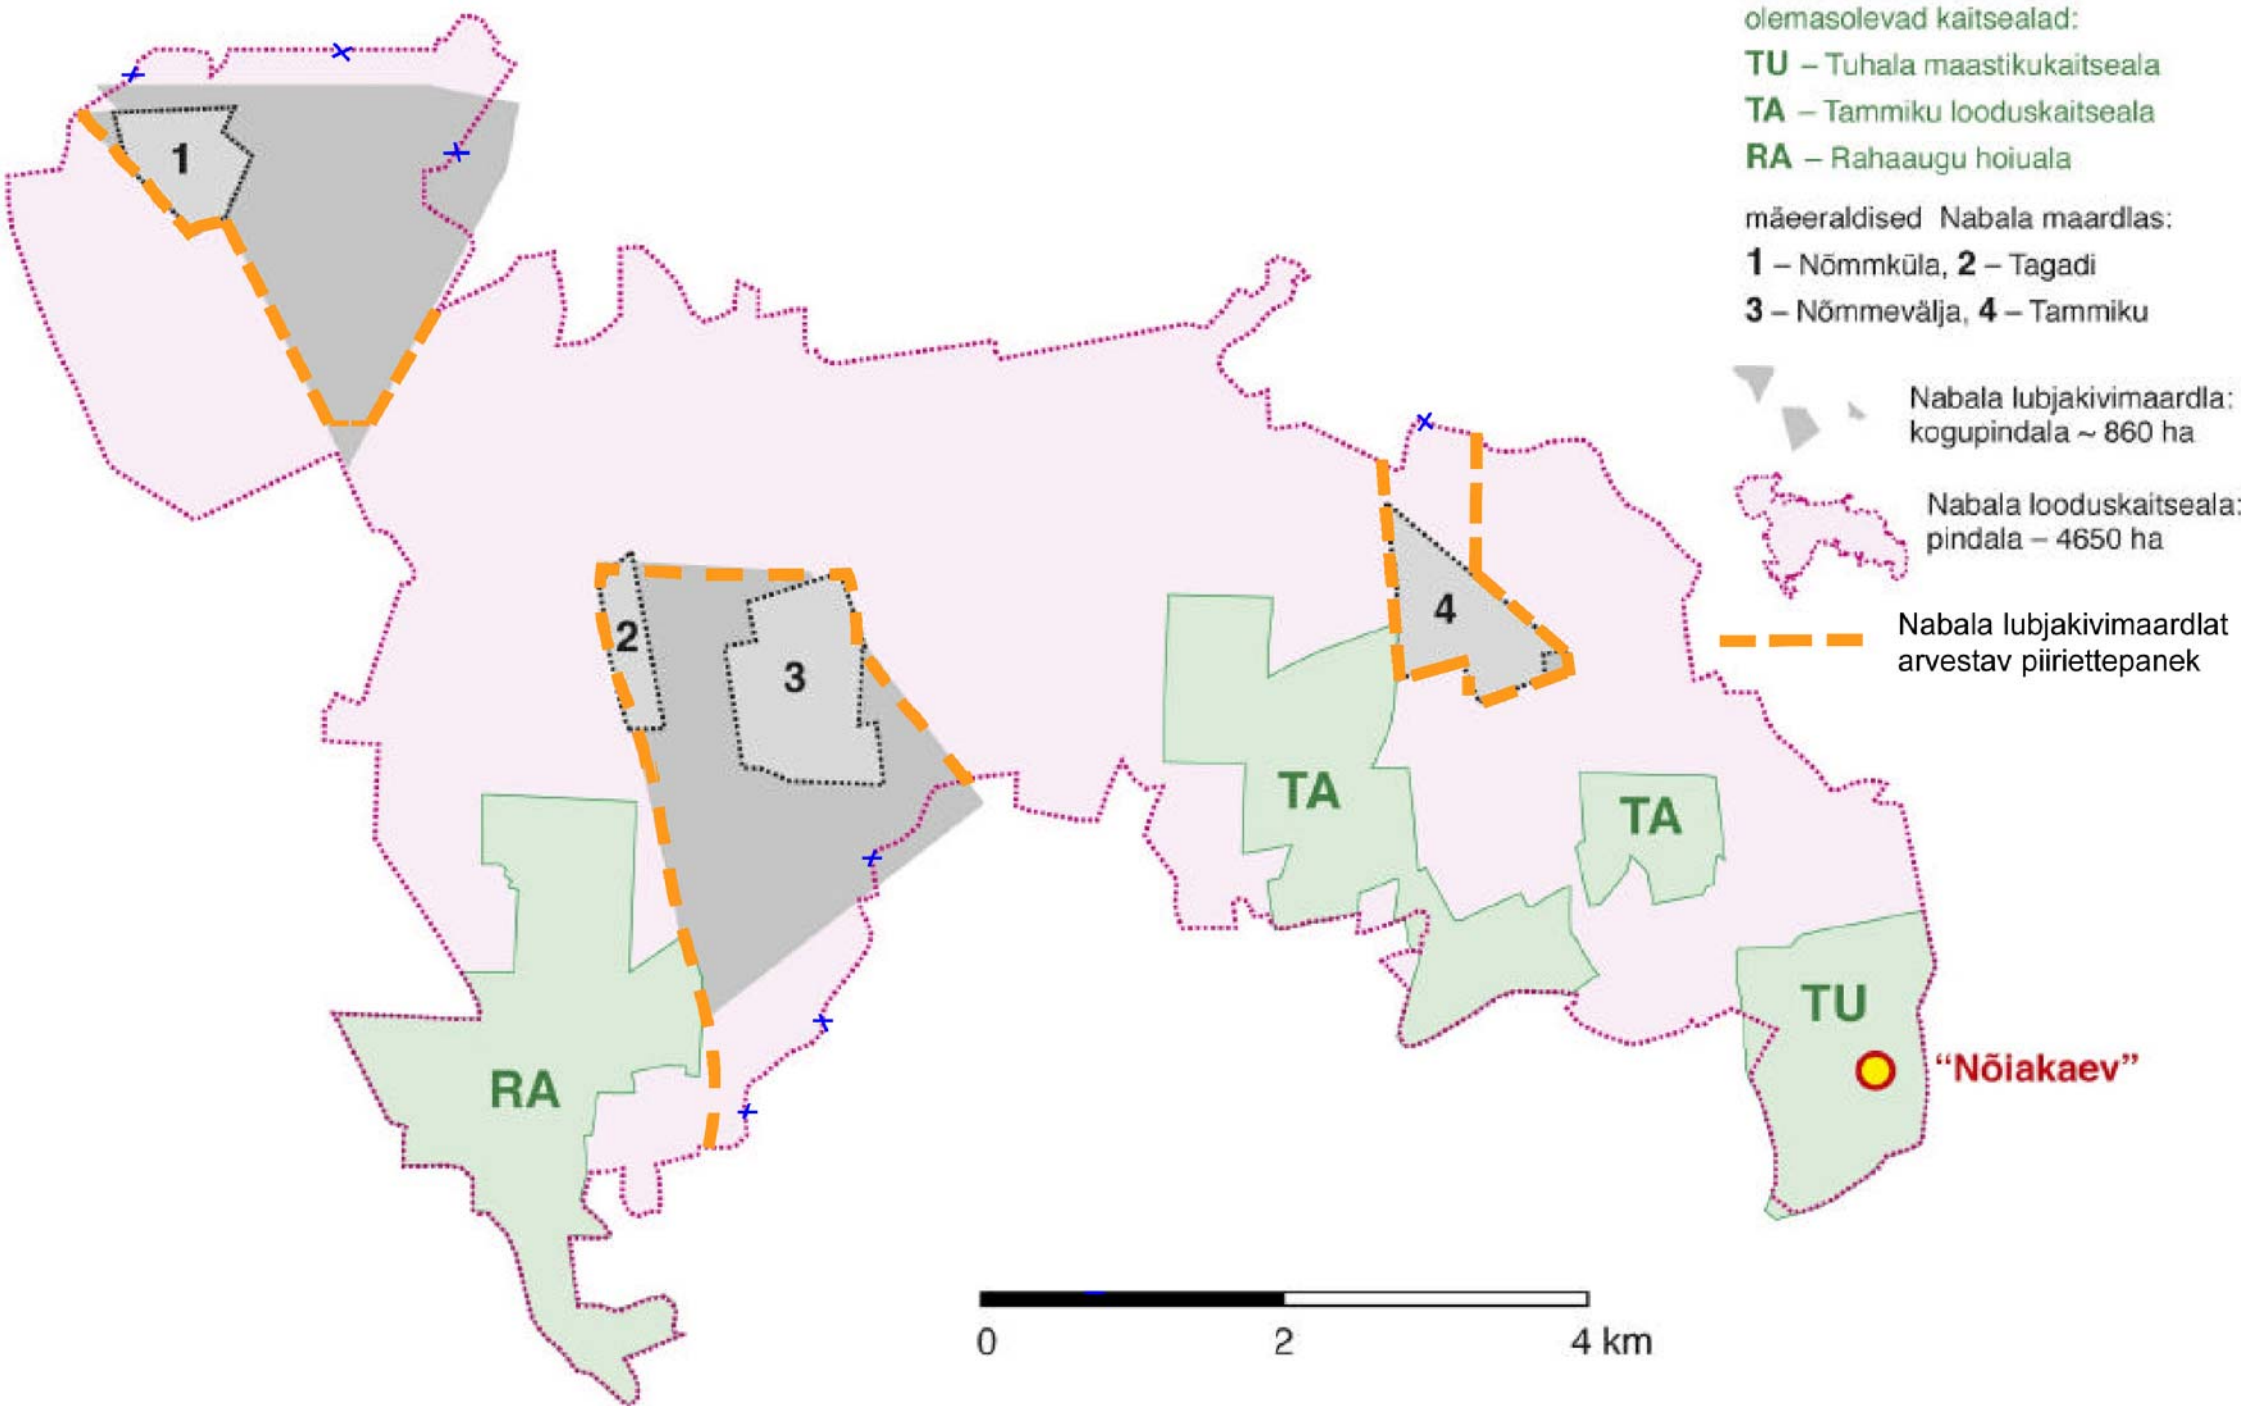 olemasolevad kaitsealad:
TU – Tuhala maastikukaitseala
TA – Tammiku looduskaitseala
RA – Rahaaugu hoiuala
mäeeraldised Nabala maardlas:
1 – Nõmmküla, 2 – Tagadi
3 – Nõmmevälja, 4 – Tammiku
Nabala lubjakivimaardla:
kogupindala ~ 860 ha
Nabala looduskaitseala:
pindala – 4650 ha
Nabala lubjakivimaardlat
arvestav piiriettepanek
1
2
3
4
TA
TA
TU
RA
“Nõiakaev”
0 2 4 km